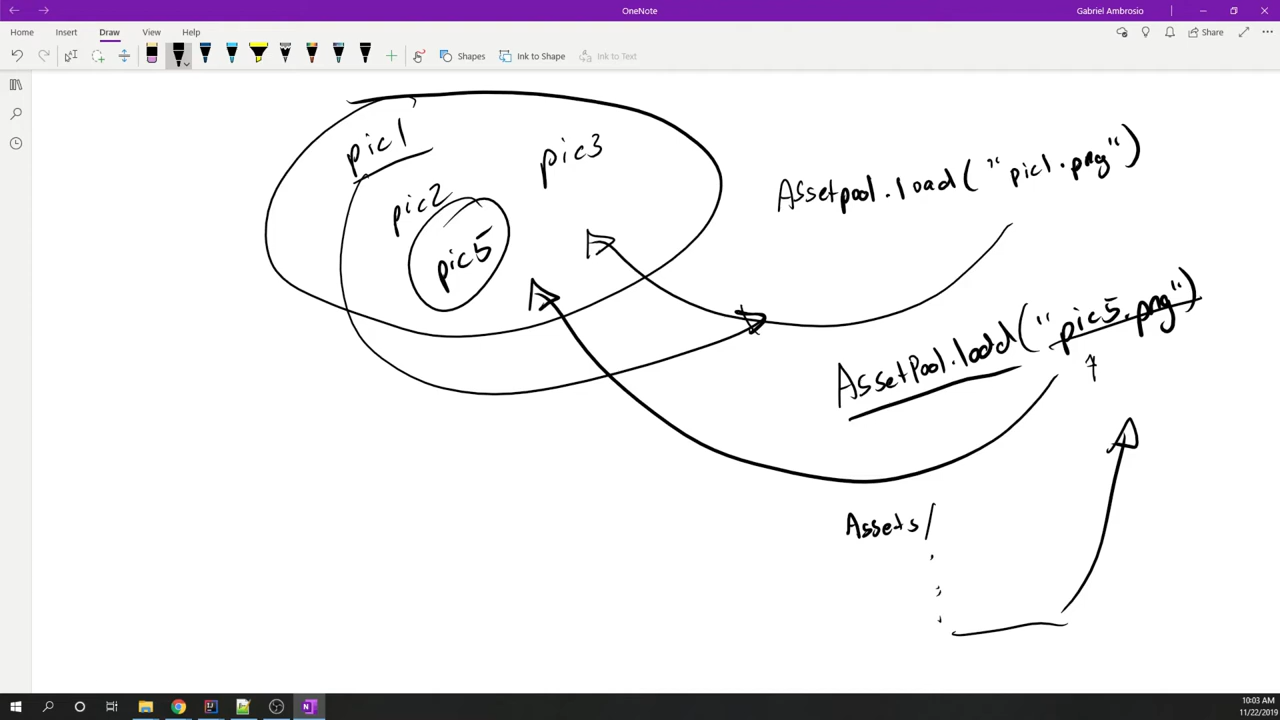 OneNote
Gabriel Ambrosio
Home Insert Draw View Help
Share
Shapes
Ink to Shape
Ink to Text
pic1
pic3
pic2
pic5
Assetpool.load("pic1.png")
AssetPool.load("pic5.png")
Assets/
10:03 AM
11/22/2019